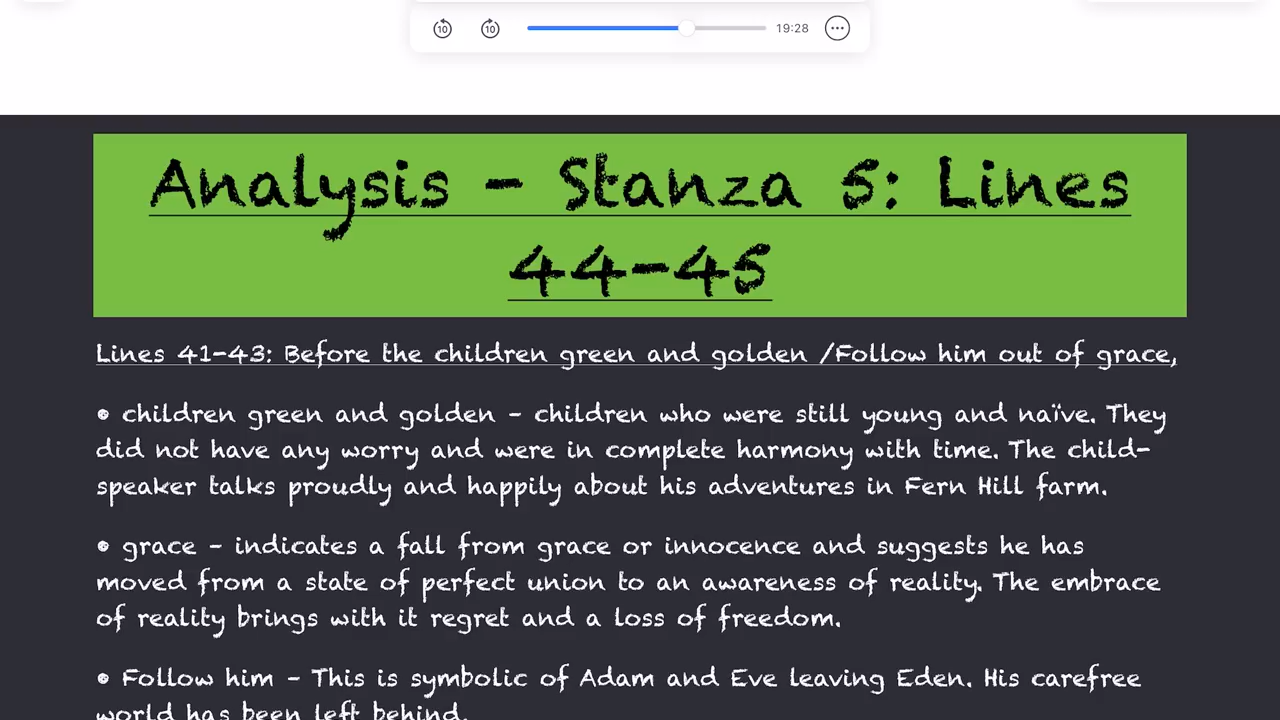 10 10 19:28
Analysis - Stanza 5: Lines
44-45
Lines 41-43: Before the children green and golden /Follow him out of grace,
• children green and golden - children who were still young and naïve. They
did not have any worry and were in complete harmony with time. The child-
speaker talks proudly and happily about his adventures in Fern Hill farm.
• grace - indicates a fall from grace or innocence and suggests he has
moved from a state of perfect union to an awareness of reality. The embrace
of reality brings with it regret and a loss of freedom.
• Follow him - This is symbolic of Adam and Eve leaving Eden. His carefree
world has been left behind.